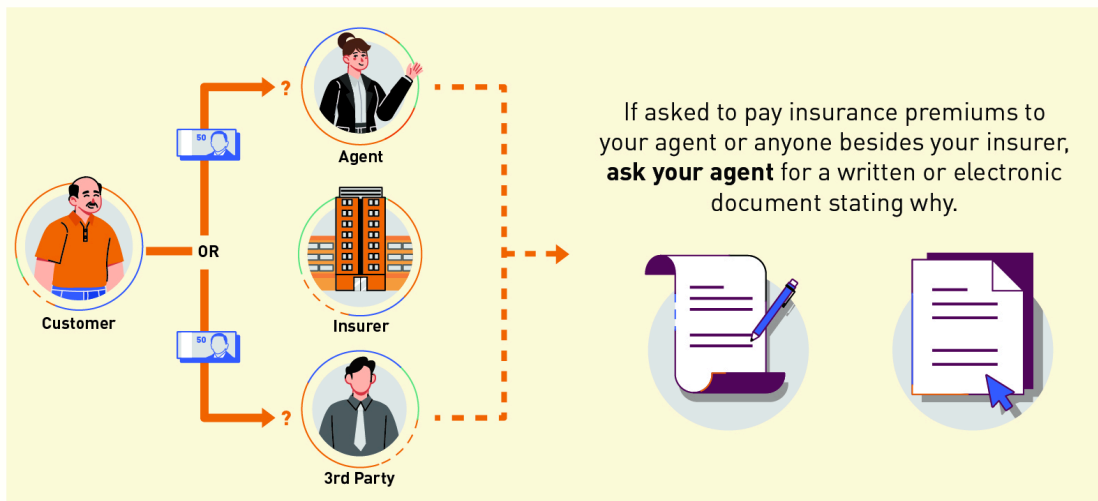 50
?
Agent
If asked to pay insurance premiums to
your agent or anyone besides your insurer,
ask your agent for a written or electronic
document stating why.
OR
Customer
Insurer
50
?
3rd Party